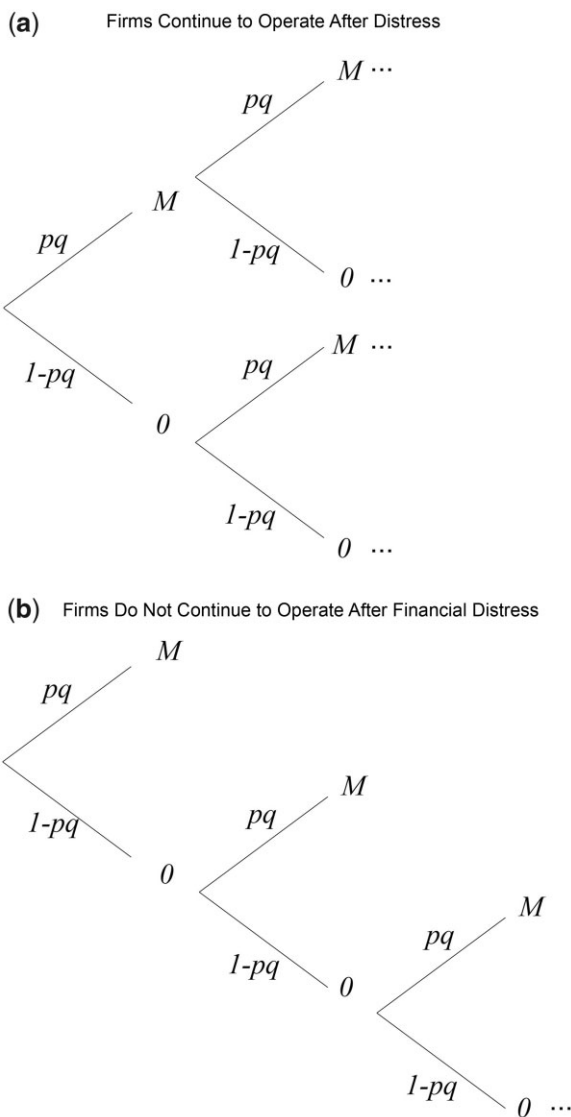 (a) Firms Continue to Operate After Distress
M ...
pq
M
pq
1-pq
0 ...
1-pq
M ...
pq
0
1-pq
0 ...
(b) Firms Do Not Continue to Operate After Financial Distress
M
pq
M
1-pq
pq
0
M
pq
1-pq
0
1-pq
0 ...